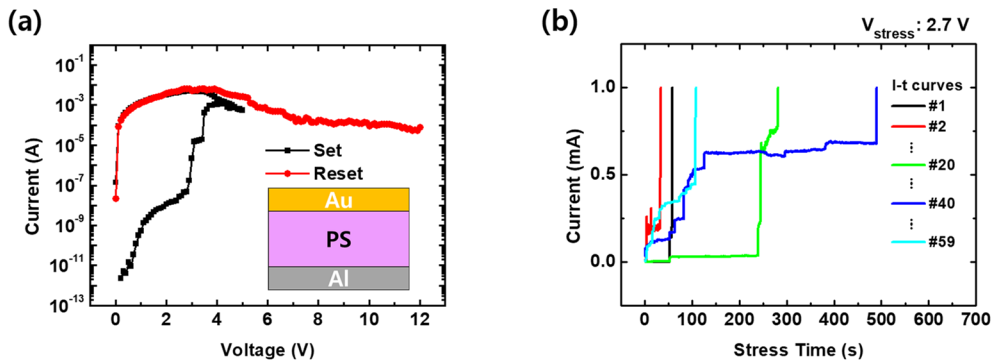 (a)
10⁻¹
10⁻³
10⁻⁵
10⁻⁷
10⁻⁹
10⁻¹¹
10⁻¹³
Current (A)
Set
Reset
Au
PS
Al
0 2 4 6 8 10 12
Voltage (V)
(b)
Vstress: 2.7 V
1.0
0.5
0.0
Current (mA)
I-t curves
#1
#2
⋮
#20
⋮
#40
⋮
#59
0 100 200 300 400 500 600 700
Stress Time (s)